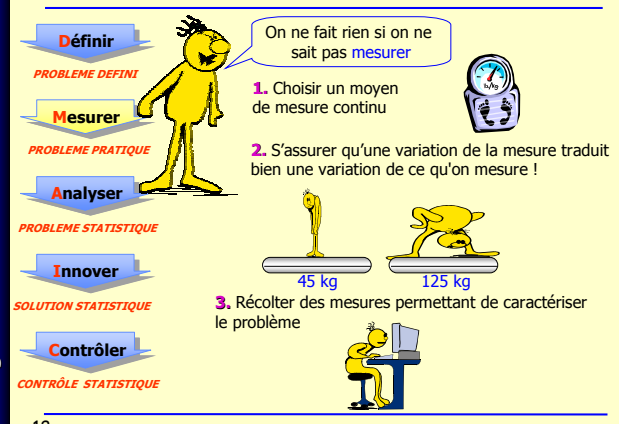 Définir
PROBLEME DEFINI
Mesurer
PROBLEME PRATIQUE
Analyser
PROBLEME STATISTIQUE
Innover
SOLUTION STATISTIQUE
Contrôler
CONTRÔLE STATISTIQUE
On ne fait rien si on ne
sait pas mesurer
1. Choisir un moyen
de mesure continu
lb/kg
2. S’assurer qu’une variation de la mesure traduit
bien une variation de ce qu'on mesure !
45 kg
125 kg
3. Récolter des mesures permettant de caractériser
le problème